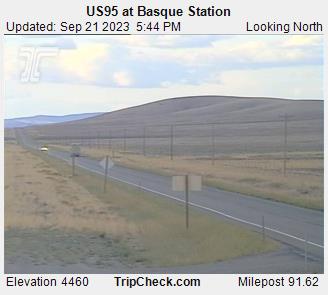 US95 at Basque Station
Updated: Sep 21 2023 5:44 PM Looking North
Elevation 4460 TripCheck.com Milepost 91.62